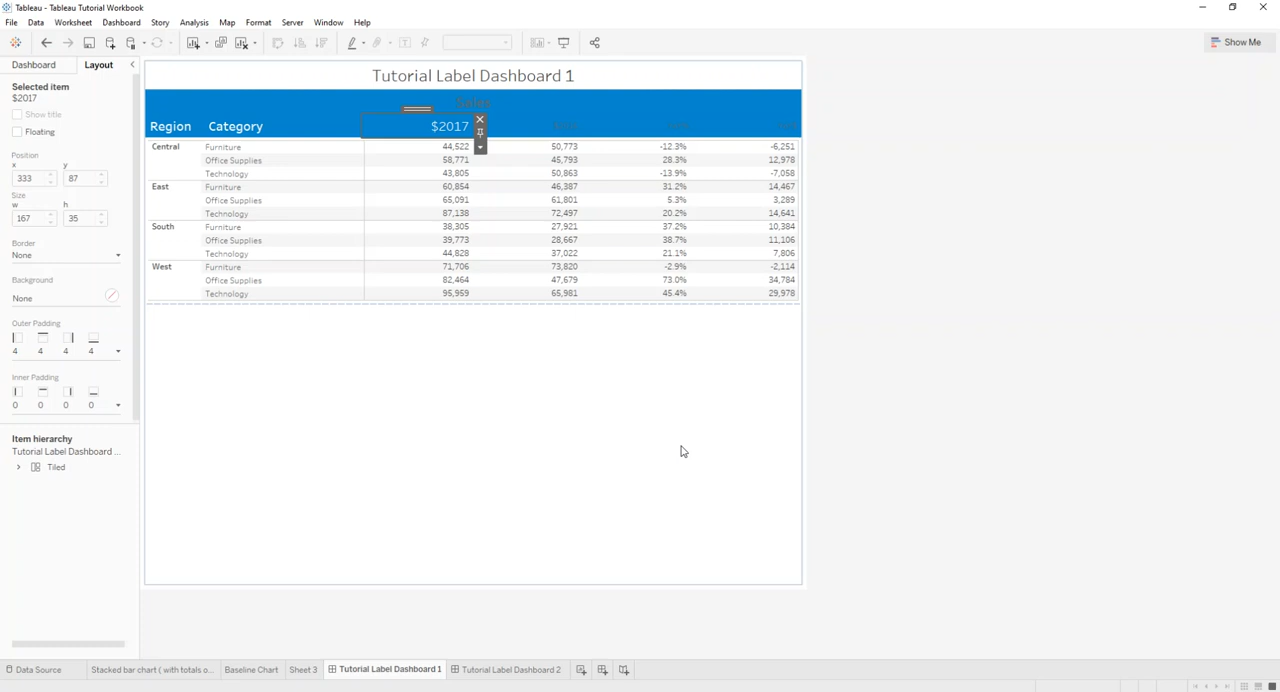 Tableau - Tableau Tutorial Workbook
File Data Worksheet Dashboard Story Analysis Map Format Server Window Help
Show Me
Dashboard Layout
Selected item
$2017
Show title
Floating
Position
x y
333 87
Size
w h
167 35
Border
None
Background
None
Outer Padding
4 4 4 4
Inner Padding
0 0 0 0
Item hierarchy
Tutorial Label Dashboard ...
Tiled
Tutorial Label Dashboard 1
Sales
Region Category $2017
Central Furniture 44,522 50,773 -12.3% -6,251
Office Supplies 58,771 45,793 28.3% 12,978
Technology 43,805 50,863 -13.9% -7,058
East Furniture 60,854 46,387 31.2% 14,467
Office Supplies 65,091 61,801 5.3% 3,289
Technology 87,138 72,497 20.2% 14,641
South Furniture 38,305 27,921 37.2% 10,384
Office Supplies 39,773 28,667 38.7% 11,106
Technology 44,828 37,022 21.1% 7,806
West Furniture 71,706 73,820 -2.9% -2,114
Office Supplies 82,464 47,679 73.0% 34,784
Technology 95,959 65,981 45.4% 29,978
Data Source Stacked bar chart ( with totals o... Baseline Chart Sheet 3 Tutorial Label Dashboard 1 Tutorial Label Dashboard 2